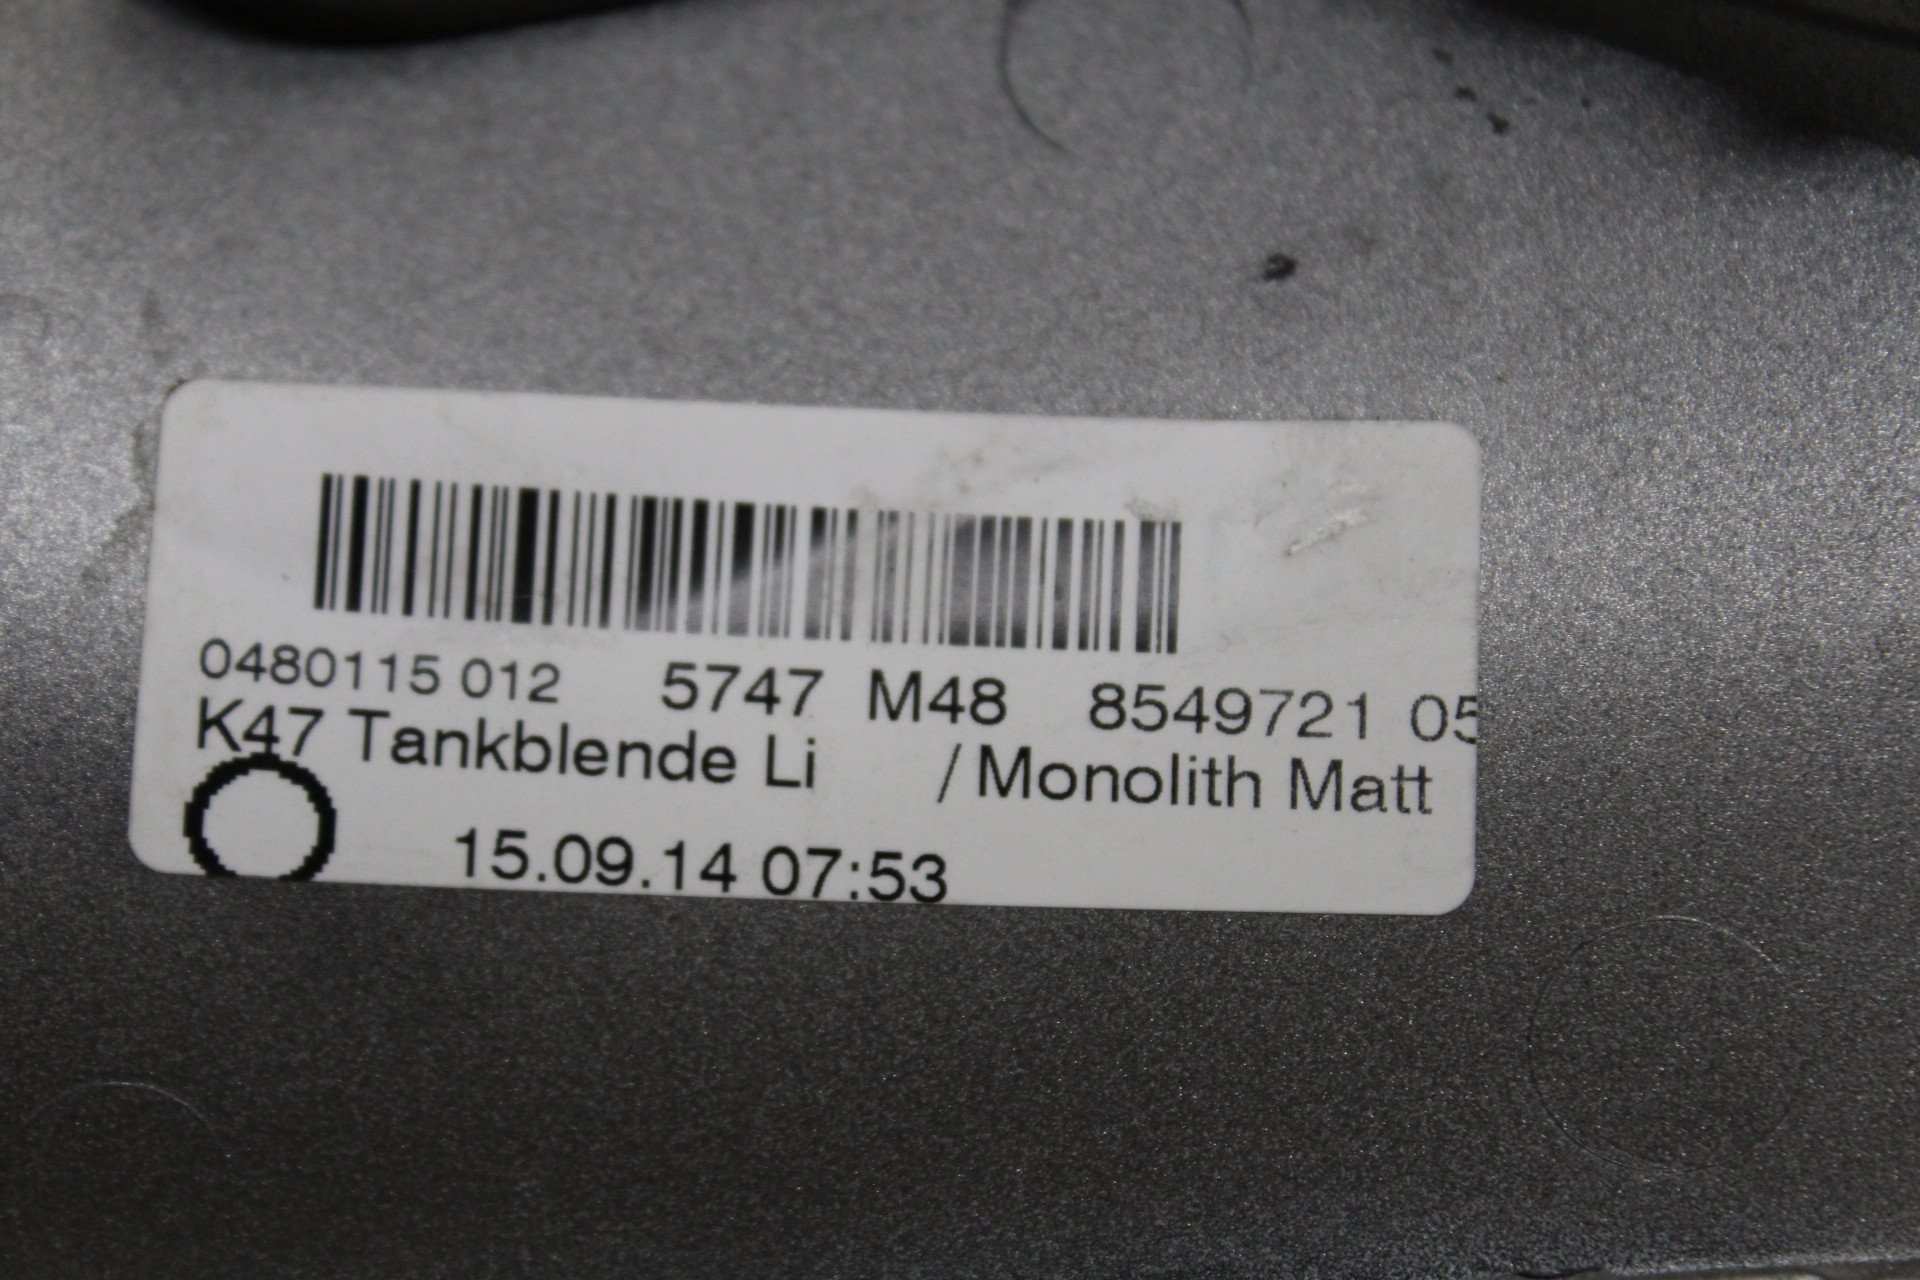 0480115 012 5747 M48 8549721 05
K47 Tankblende Li / Monolith Matt
15.09.14 07:53